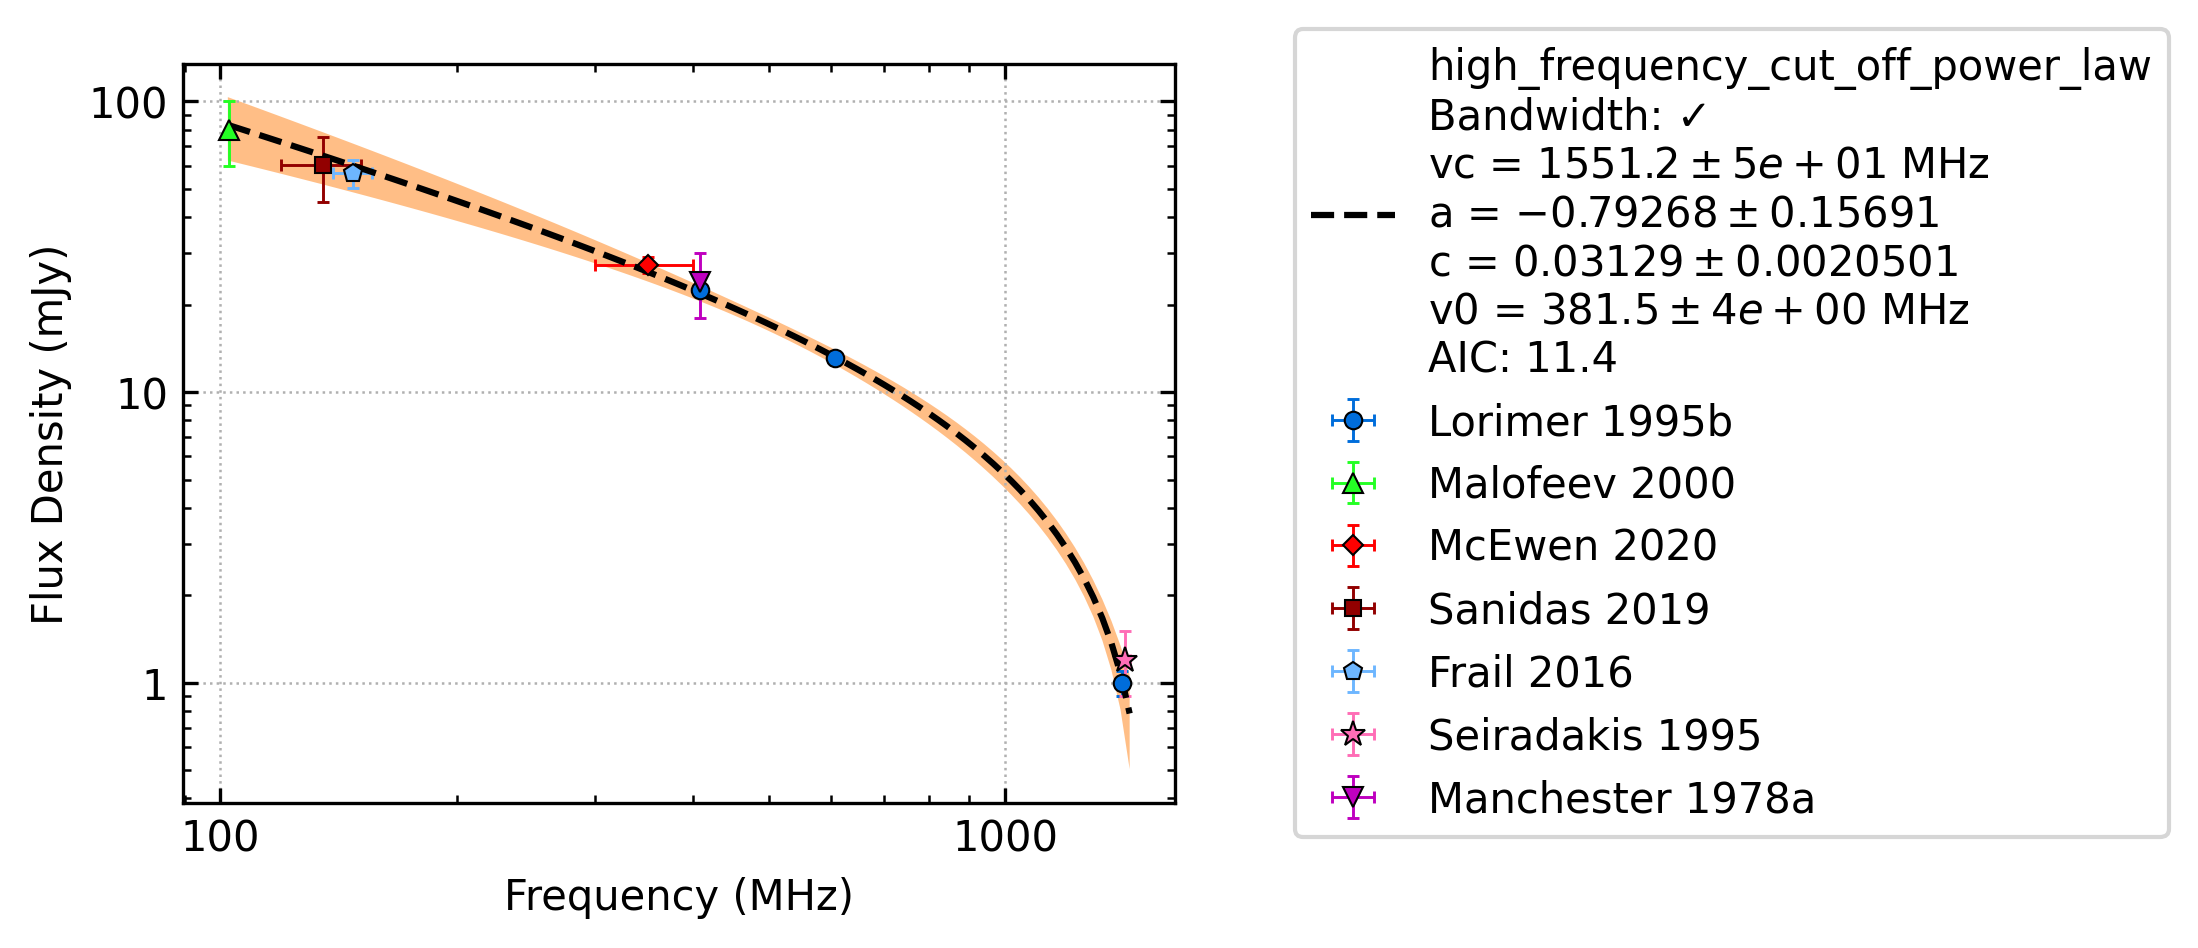 100
10
1
100
1000
Flux Density (mJy)
Frequency (MHz)
high_frequency_cut_off_power_law
Bandwidth: ✓
vc = 1551.2 ± 5e + 01 MHz
a = −0.79268 ± 0.15691
c = 0.03129 ± 0.0020501
v0 = 381.5 ± 4e + 00 MHz
AIC: 11.4
Lorimer 1995b
Malofeev 2000
McEwen 2020
Sanidas 2019
Frail 2016
Seiradakis 1995
Manchester 1978a